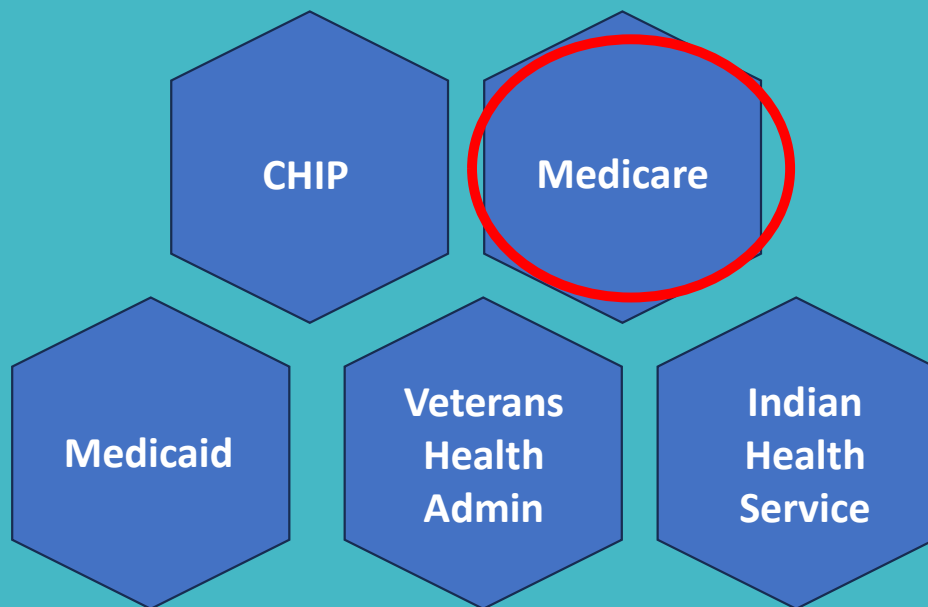 CHIP
Medicare
Medicaid
Veterans
Health
Admin
Indian
Health
Service